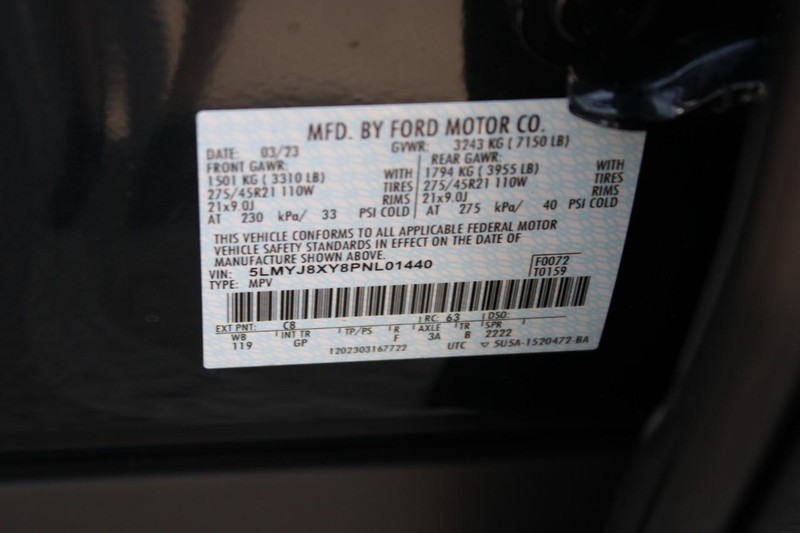 MFD. BY FORD MOTOR CO.
DATE: 03/23 GVWR: 3243 KG ( 7150 LB)
FRONT GAWR: REAR GAWR:
1501 KG ( 3310 LB) WITH 1794 KG ( 3955 LB) WITH
275/45R21 110W TIRES 275/45R21 110W TIRES
21x9.0J RIMS 21x9.0J RIMS
AT 230 kPa/ 33 PSI COLD AT 275 kPa/ 40 PSI COLD
THIS VEHICLE CONFORMS TO ALL APPLICABLE FEDERAL MOTOR
VEHICLE SAFETY STANDARDS IN EFFECT ON THE DATE OF
MANUFACTURE SHOWN ABOVE.
VIN: 5LMYJ8XY8PNL01440 F0072
TYPE: MPV T0159
EXT PNT: C8 RC: 63 DSO:
WB INT TR TP/PS R AXLE TR SPR
119 GP F 3A B 2222
1202303167722 UTC ▽ 5U5A-1520472-BA